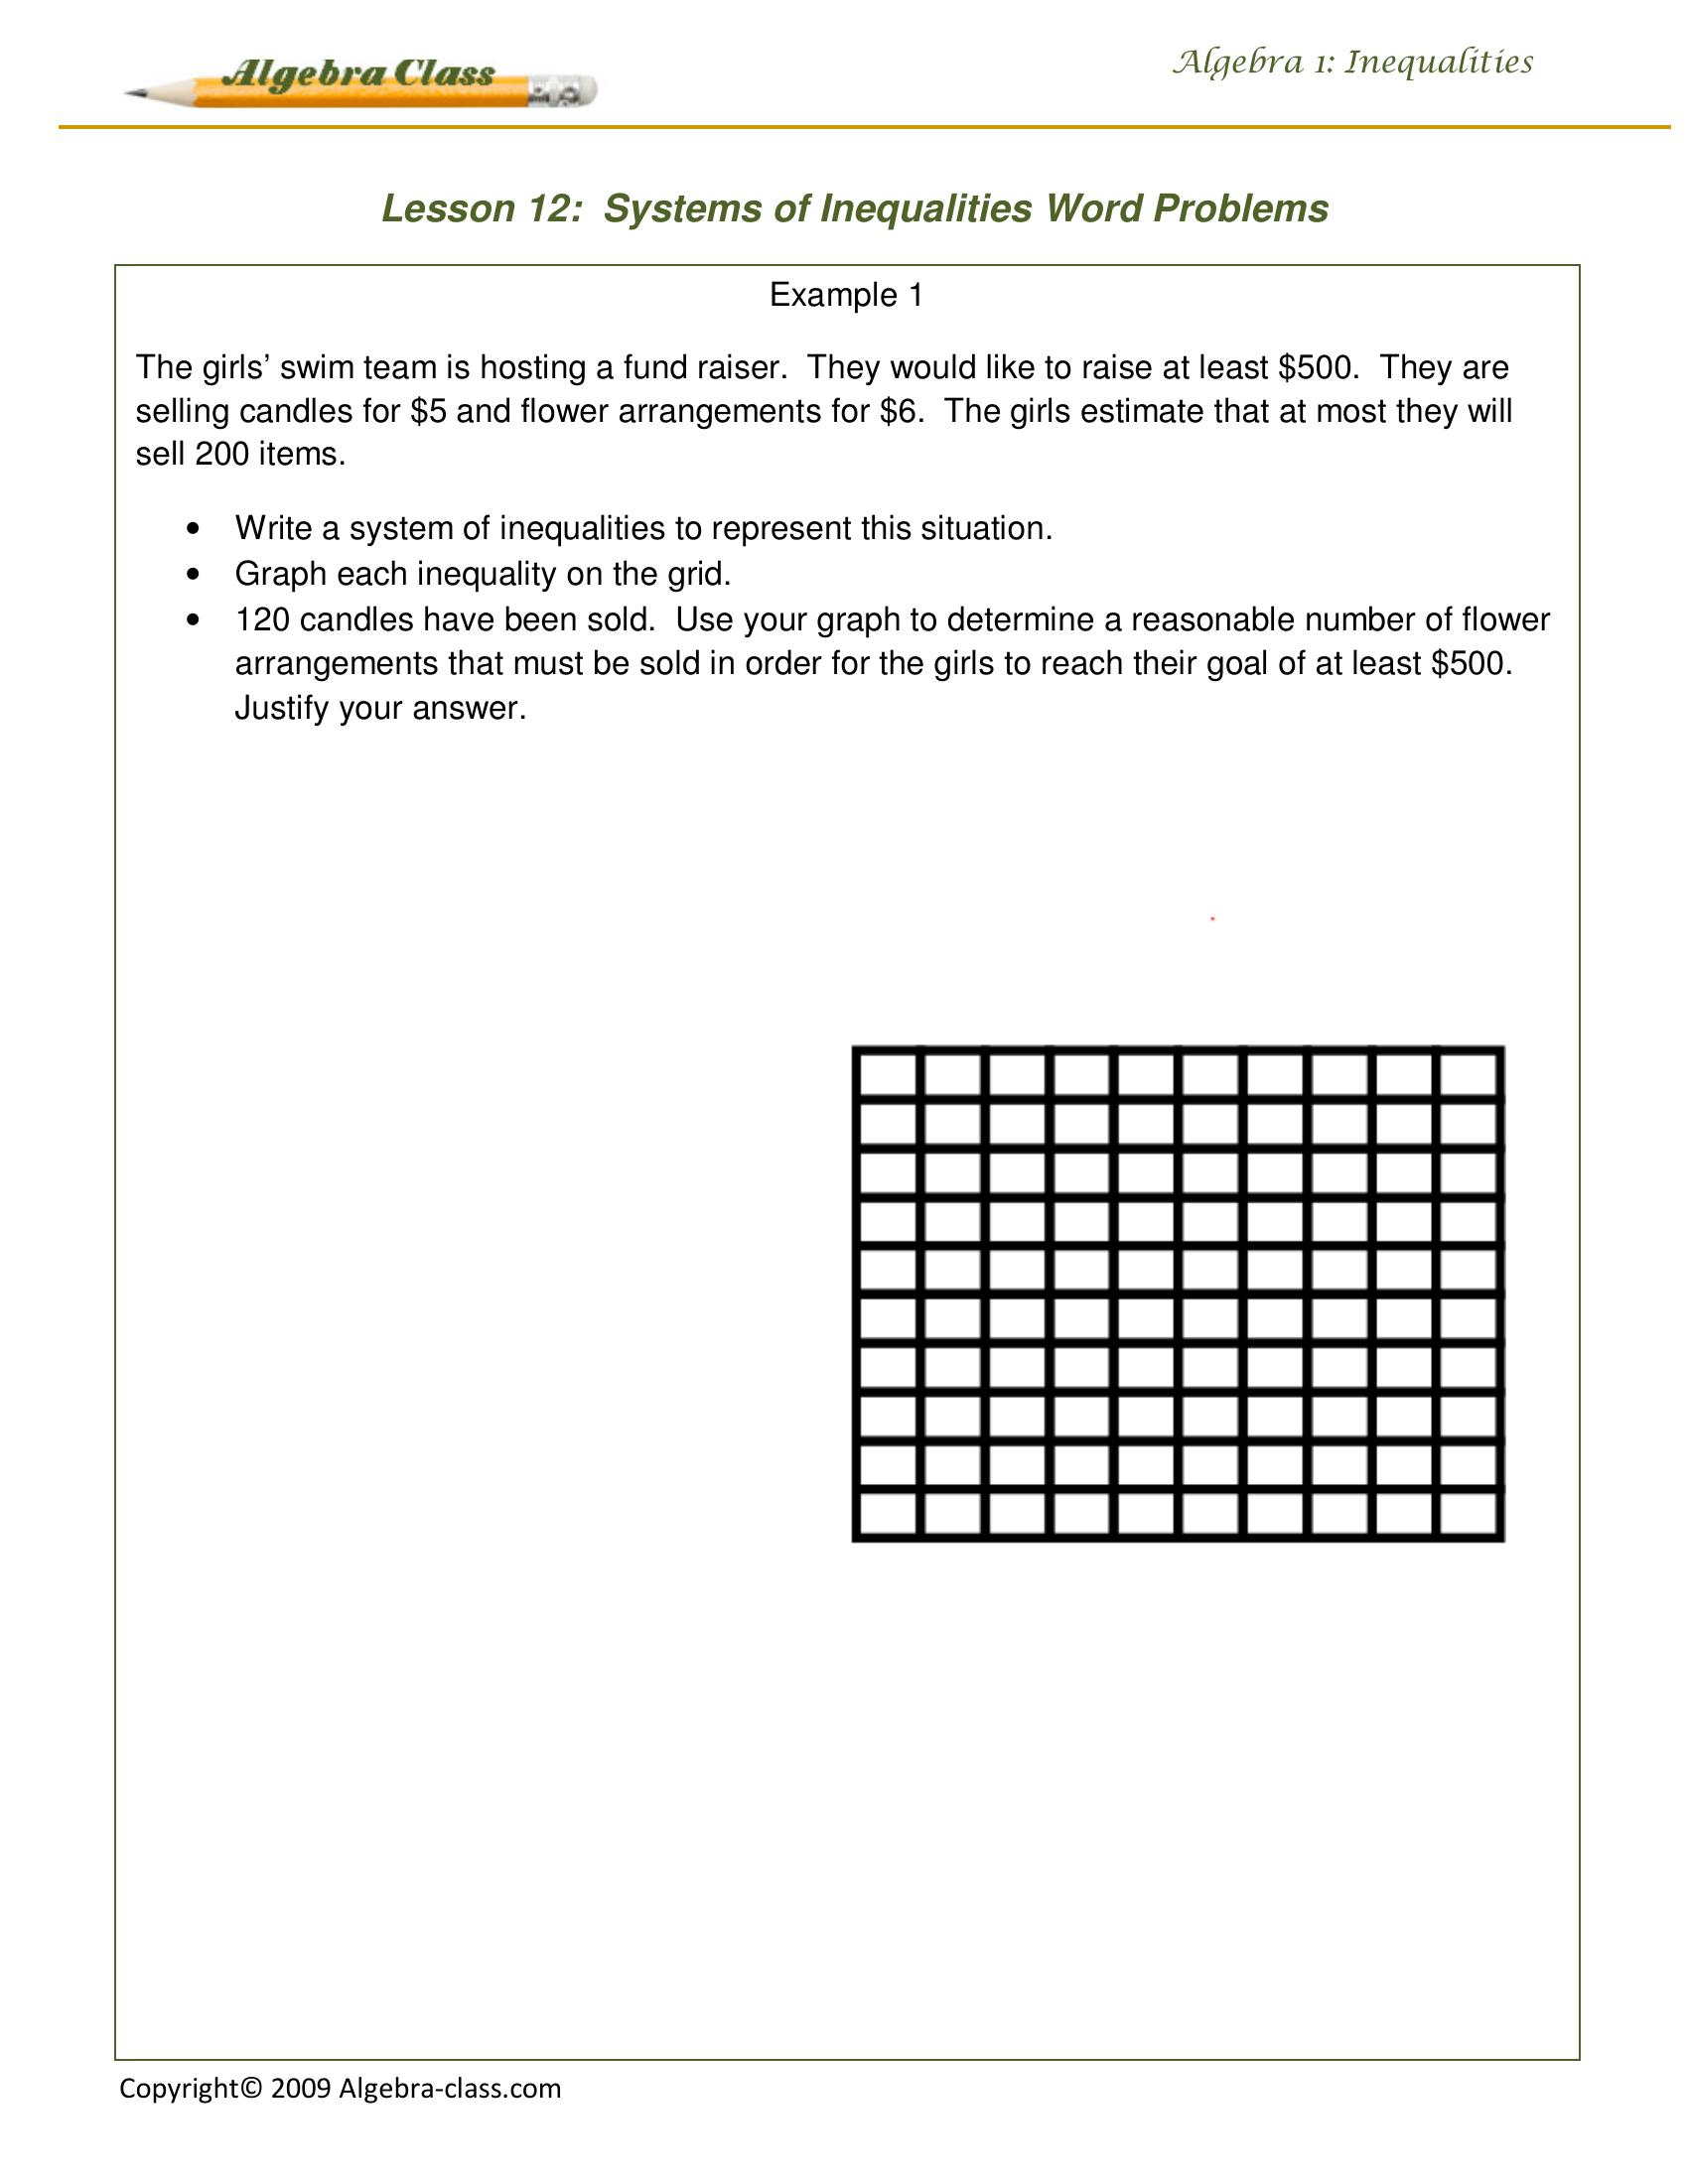 Algebra Class
Algebra 1: Inequalities
Lesson 12:  Systems of Inequalities Word Problems
Example 1
The girls’ swim team is hosting a fund raiser.  They would like to raise at least $500.  They are
selling candles for $5 and flower arrangements for $6.  The girls estimate that at most they will
sell 200 items.
• Write a system of inequalities to represent this situation.
• Graph each inequality on the grid.
• 120 candles have been sold.  Use your graph to determine a reasonable number of flower
arrangements that must be sold in order for the girls to reach their goal of at least $500.
Justify your answer.
Copyright© 2009 Algebra-class.com